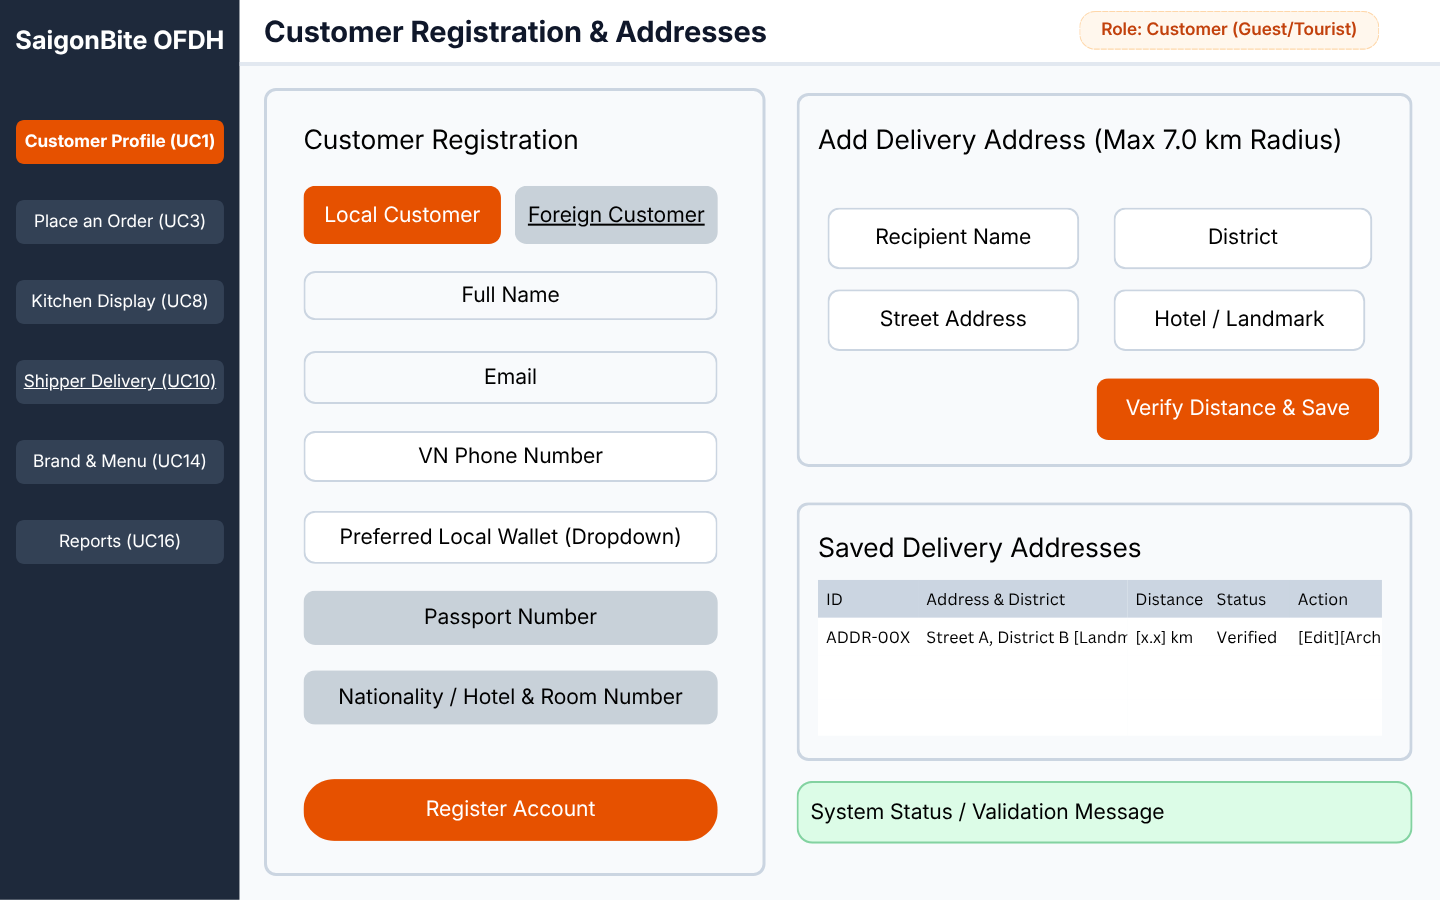 SaigonBite OFDH
Customer Profile (UC1)
Place an Order (UC3)
Kitchen Display (UC8)
Shipper Delivery (UC10)
Brand & Menu (UC14)
Reports (UC16)
Customer Registration & Addresses
Role: Customer (Guest/Tourist)
Customer Registration
Local Customer
Foreign Customer
Full Name
Email
VN Phone Number
Preferred Local Wallet (Dropdown)
Passport Number
Nationality / Hotel & Room Number
Register Account
Add Delivery Address (Max 7.0 km Radius)
Recipient Name
District
Street Address
Hotel / Landmark
Verify Distance & Save
Saved Delivery Addresses
ID Address & District Distance Status Action
ADDR-00X Street A, District B [Landm [x.x] km Verified [Edit][Arch
System Status / Validation Message